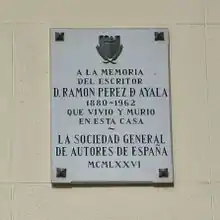 A LA MEMORIA
DEL ESCRITOR
D. RAMON PEREZ D AYALA
1880-1962
QUE VIVIO Y MURIO
EN ESTA CASA
~
LA SOCIEDAD GENERAL
DE AUTORES DE ESPAÑA
MCMLXXVI